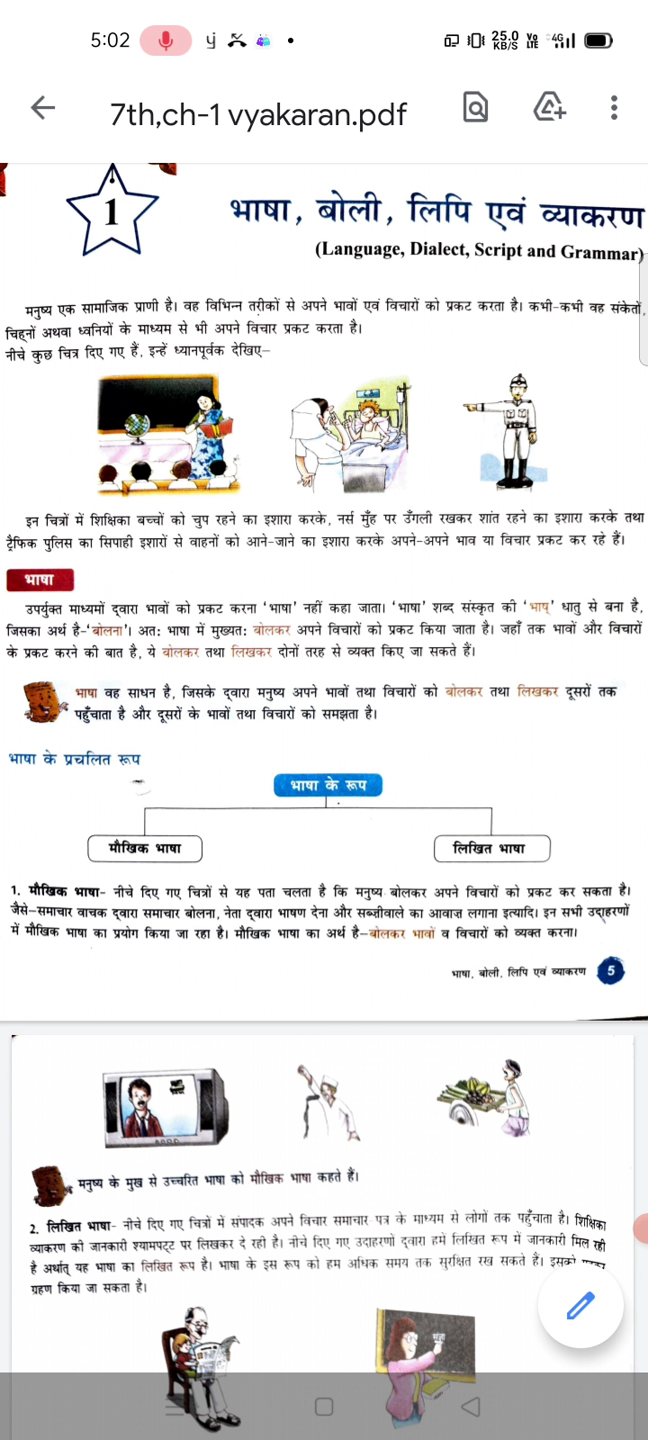 5:02
25.0 KB/S
Vo LTE
4G
7th,ch-1 vyakaran.pdf
1
भाषा, बोली, लिपि एवं व्याकरण
(Language, Dialect, Script and Grammar)
मनुष्य एक सामाजिक प्राणी है। वह विभिन्न तरीकों से अपने भावों एवं विचारों को प्रकट करता है। कभी-कभी वह संकेतों,
चिह्नों अथवा ध्वनियों के माध्यम से भी अपने विचार प्रकट करता है।
नीचे कुछ चित्र दिए गए हैं, इन्हें ध्यानपूर्वक देखिए–
इन चित्रों में शिक्षिका बच्चों को चुप रहने का इशारा करके, नर्स मुँह पर उँगली रखकर शांत रहने का इशारा करके तथा
ट्रैफिक पुलिस का सिपाही इशारों से वाहनों को आने-जाने का इशारा करके अपने-अपने भाव या विचार प्रकट कर रहे हैं।
भाषा
उपर्युक्त माध्यमों द्वारा भावों को प्रकट करना ‘भाषा’ नहीं कहा जाता। ‘भाषा’ शब्द संस्कृत की ‘भाष्’ धातु से बना है,
जिसका अर्थ है-‘बोलना’। अतः भाषा में मुख्यतः बोलकर अपने विचारों को प्रकट किया जाता है। जहाँ तक भावों और विचारों
के प्रकट करने की बात है, ये बोलकर तथा लिखकर दोनों तरह से व्यक्त किए जा सकते हैं।
भाषा वह साधन है, जिसके द्वारा मनुष्य अपने भावों तथा विचारों को बोलकर तथा लिखकर दूसरों तक
पहुँचाता है और दूसरों के भावों तथा विचारों को समझता है।
भाषा के प्रचलित रूप
भाषा के रूप
मौखिक भाषा
लिखित भाषा
1. मौखिक भाषा- नीचे दिए गए चित्रों से यह पता चलता है कि मनुष्य बोलकर अपने विचारों को प्रकट कर सकता है।
जैसे–समाचार वाचक द्वारा समाचार बोलना, नेता द्वारा भाषण देना और सब्ज़ीवाले का आवाज़ लगाना इत्यादि। इन सभी उदाहरणों
में मौखिक भाषा का प्रयोग किया जा रहा है। मौखिक भाषा का अर्थ है–बोलकर भावों व विचारों को व्यक्त करना।
भाषा, बोली, लिपि एवं व्याकरण 5
मनुष्य के मुख से उच्चरित भाषा को मौखिक भाषा कहते हैं।
2. लिखित भाषा- नीचे दिए गए चित्रों में संपादक अपने विचार समाचार पत्र के माध्यम से लोगों तक पहुँचाता है। शिक्षिका
व्याकरण की जानकारी श्यामपट्ट पर लिखकर दे रही है। नीचे दिए गए उदाहरणों द्वारा हमें लिखित रूप में जानकारी मिल रही
है अर्थात् यह भाषा का लिखित रूप है। भाषा के इस रूप को हम अधिक समय तक सुरक्षित रख सकते हैं। इसको
ग्रहण किया जा सकता है।